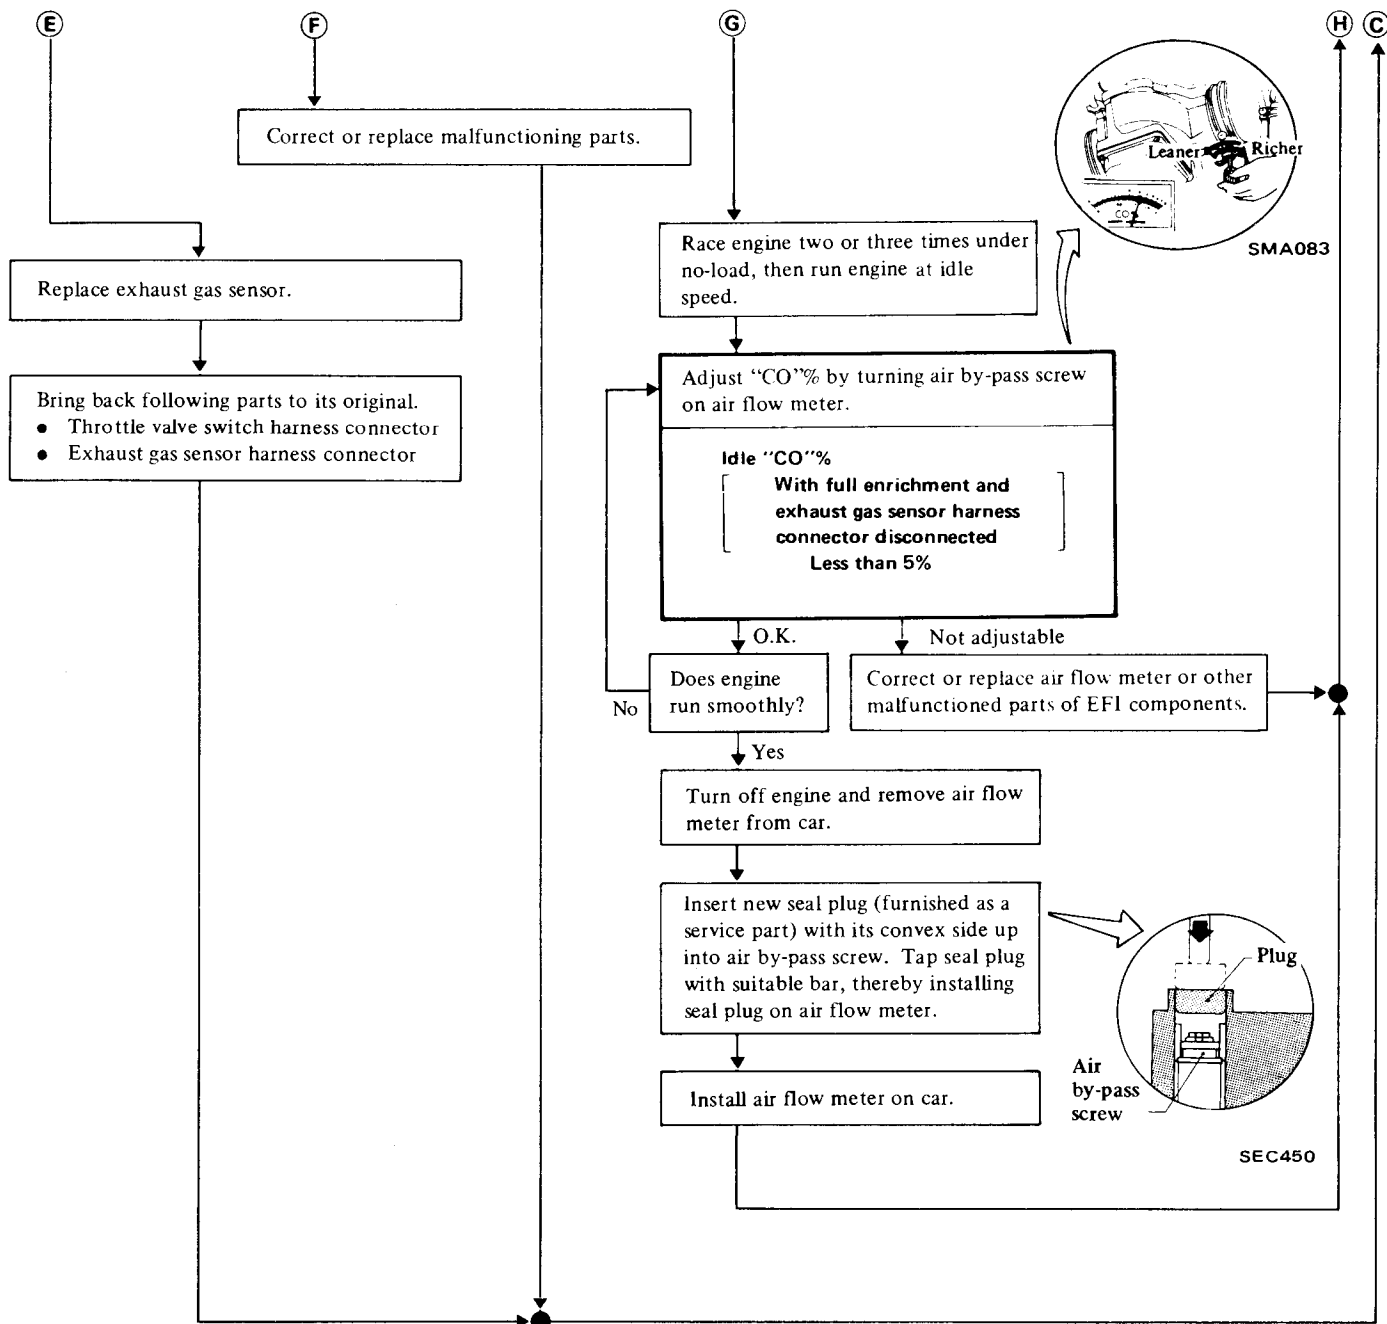 E
F
G
H
C
Correct or replace malfunctioning parts.
Leaner
Richer
CO
SMA083
Race engine two or three times under
no-load, then run engine at idle
speed.
Replace exhaust gas sensor.
Bring back following parts to its original.
● Throttle valve switch harness connector
● Exhaust gas sensor harness connector
Adjust “CO”% by turning air by-pass screw
on air flow meter.
Idle “CO”%
With full enrichment and
exhaust gas sensor harness
connector disconnected
Less than 5%
O.K.
Not adjustable
Does engine
run smoothly?
No
Correct or replace air flow meter or other
malfunctioned parts of EFI components.
Yes
Turn off engine and remove air flow
meter from car.
Insert new seal plug (furnished as a
service part) with its convex side up
into air by-pass screw. Tap seal plug
with suitable bar, thereby installing
seal plug on air flow meter.
Plug
Air
by-pass
screw
SEC450
Install air flow meter on car.